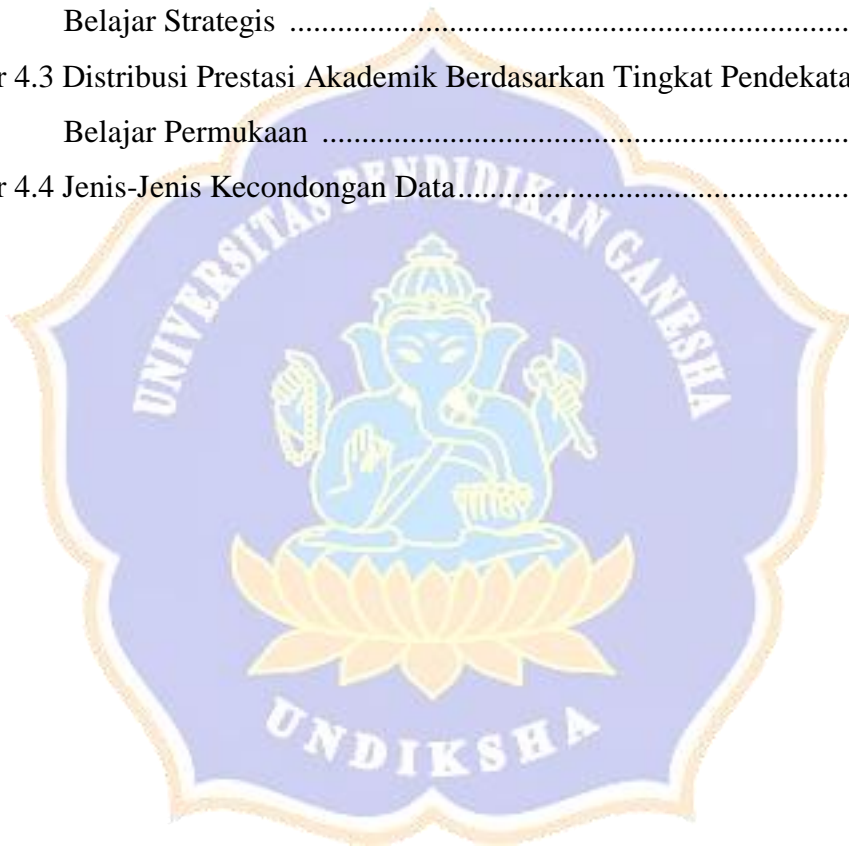 Belajar Strategis ......................................................................
r 4.3 Distribusi Prestasi Akademik Berdasarkan Tingkat Pendekata
Belajar Permukaan ..................................................................
r 4.4 Jenis-Jenis Kecondongan Data..................................................
UNIVERSITAS PENDIDIKAN GANESHA
UNDIKSHA